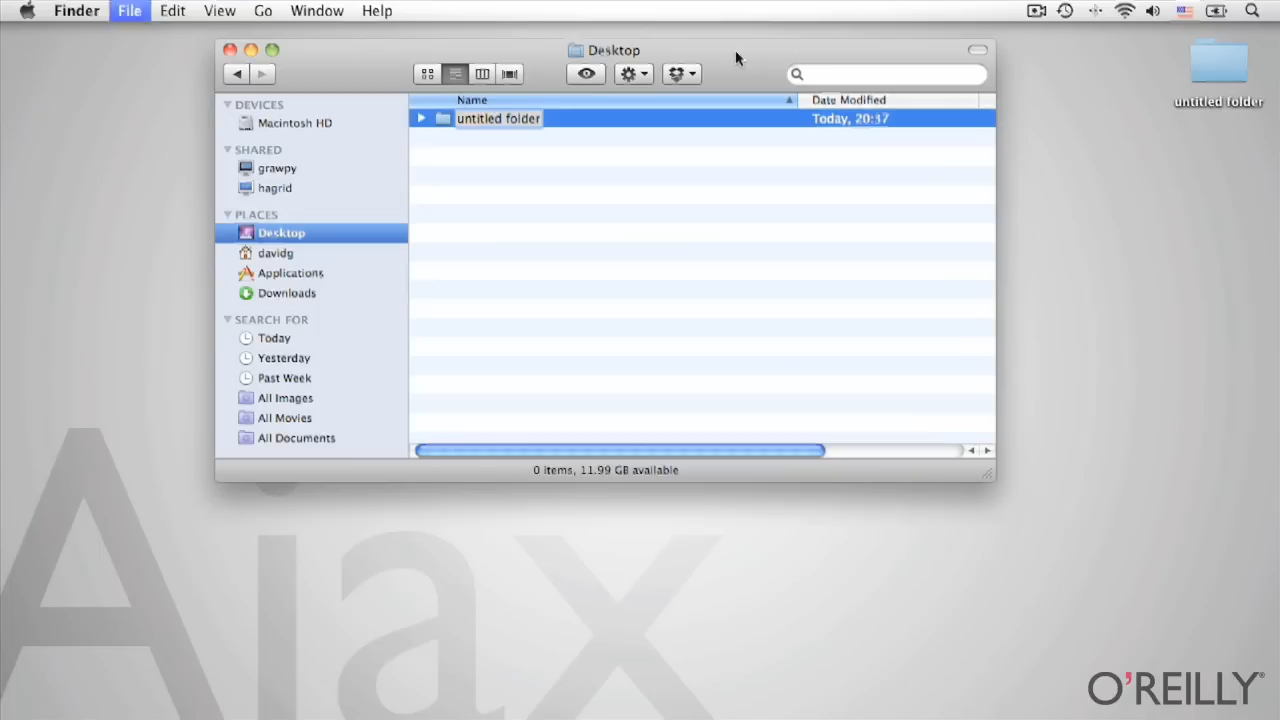 Finder File Edit View Go Window Help
Desktop
untitled folder
Name Date Modified
untitled folder Today, 20:37
DEVICES
Macintosh HD
SHARED
grawpy
hagrid
PLACES
Desktop
davidg
Applications
Downloads
SEARCH FOR
Today
Yesterday
Past Week
All Images
All Movies
All Documents
0 items, 11.99 GB available
Ajax
O'REILLY®